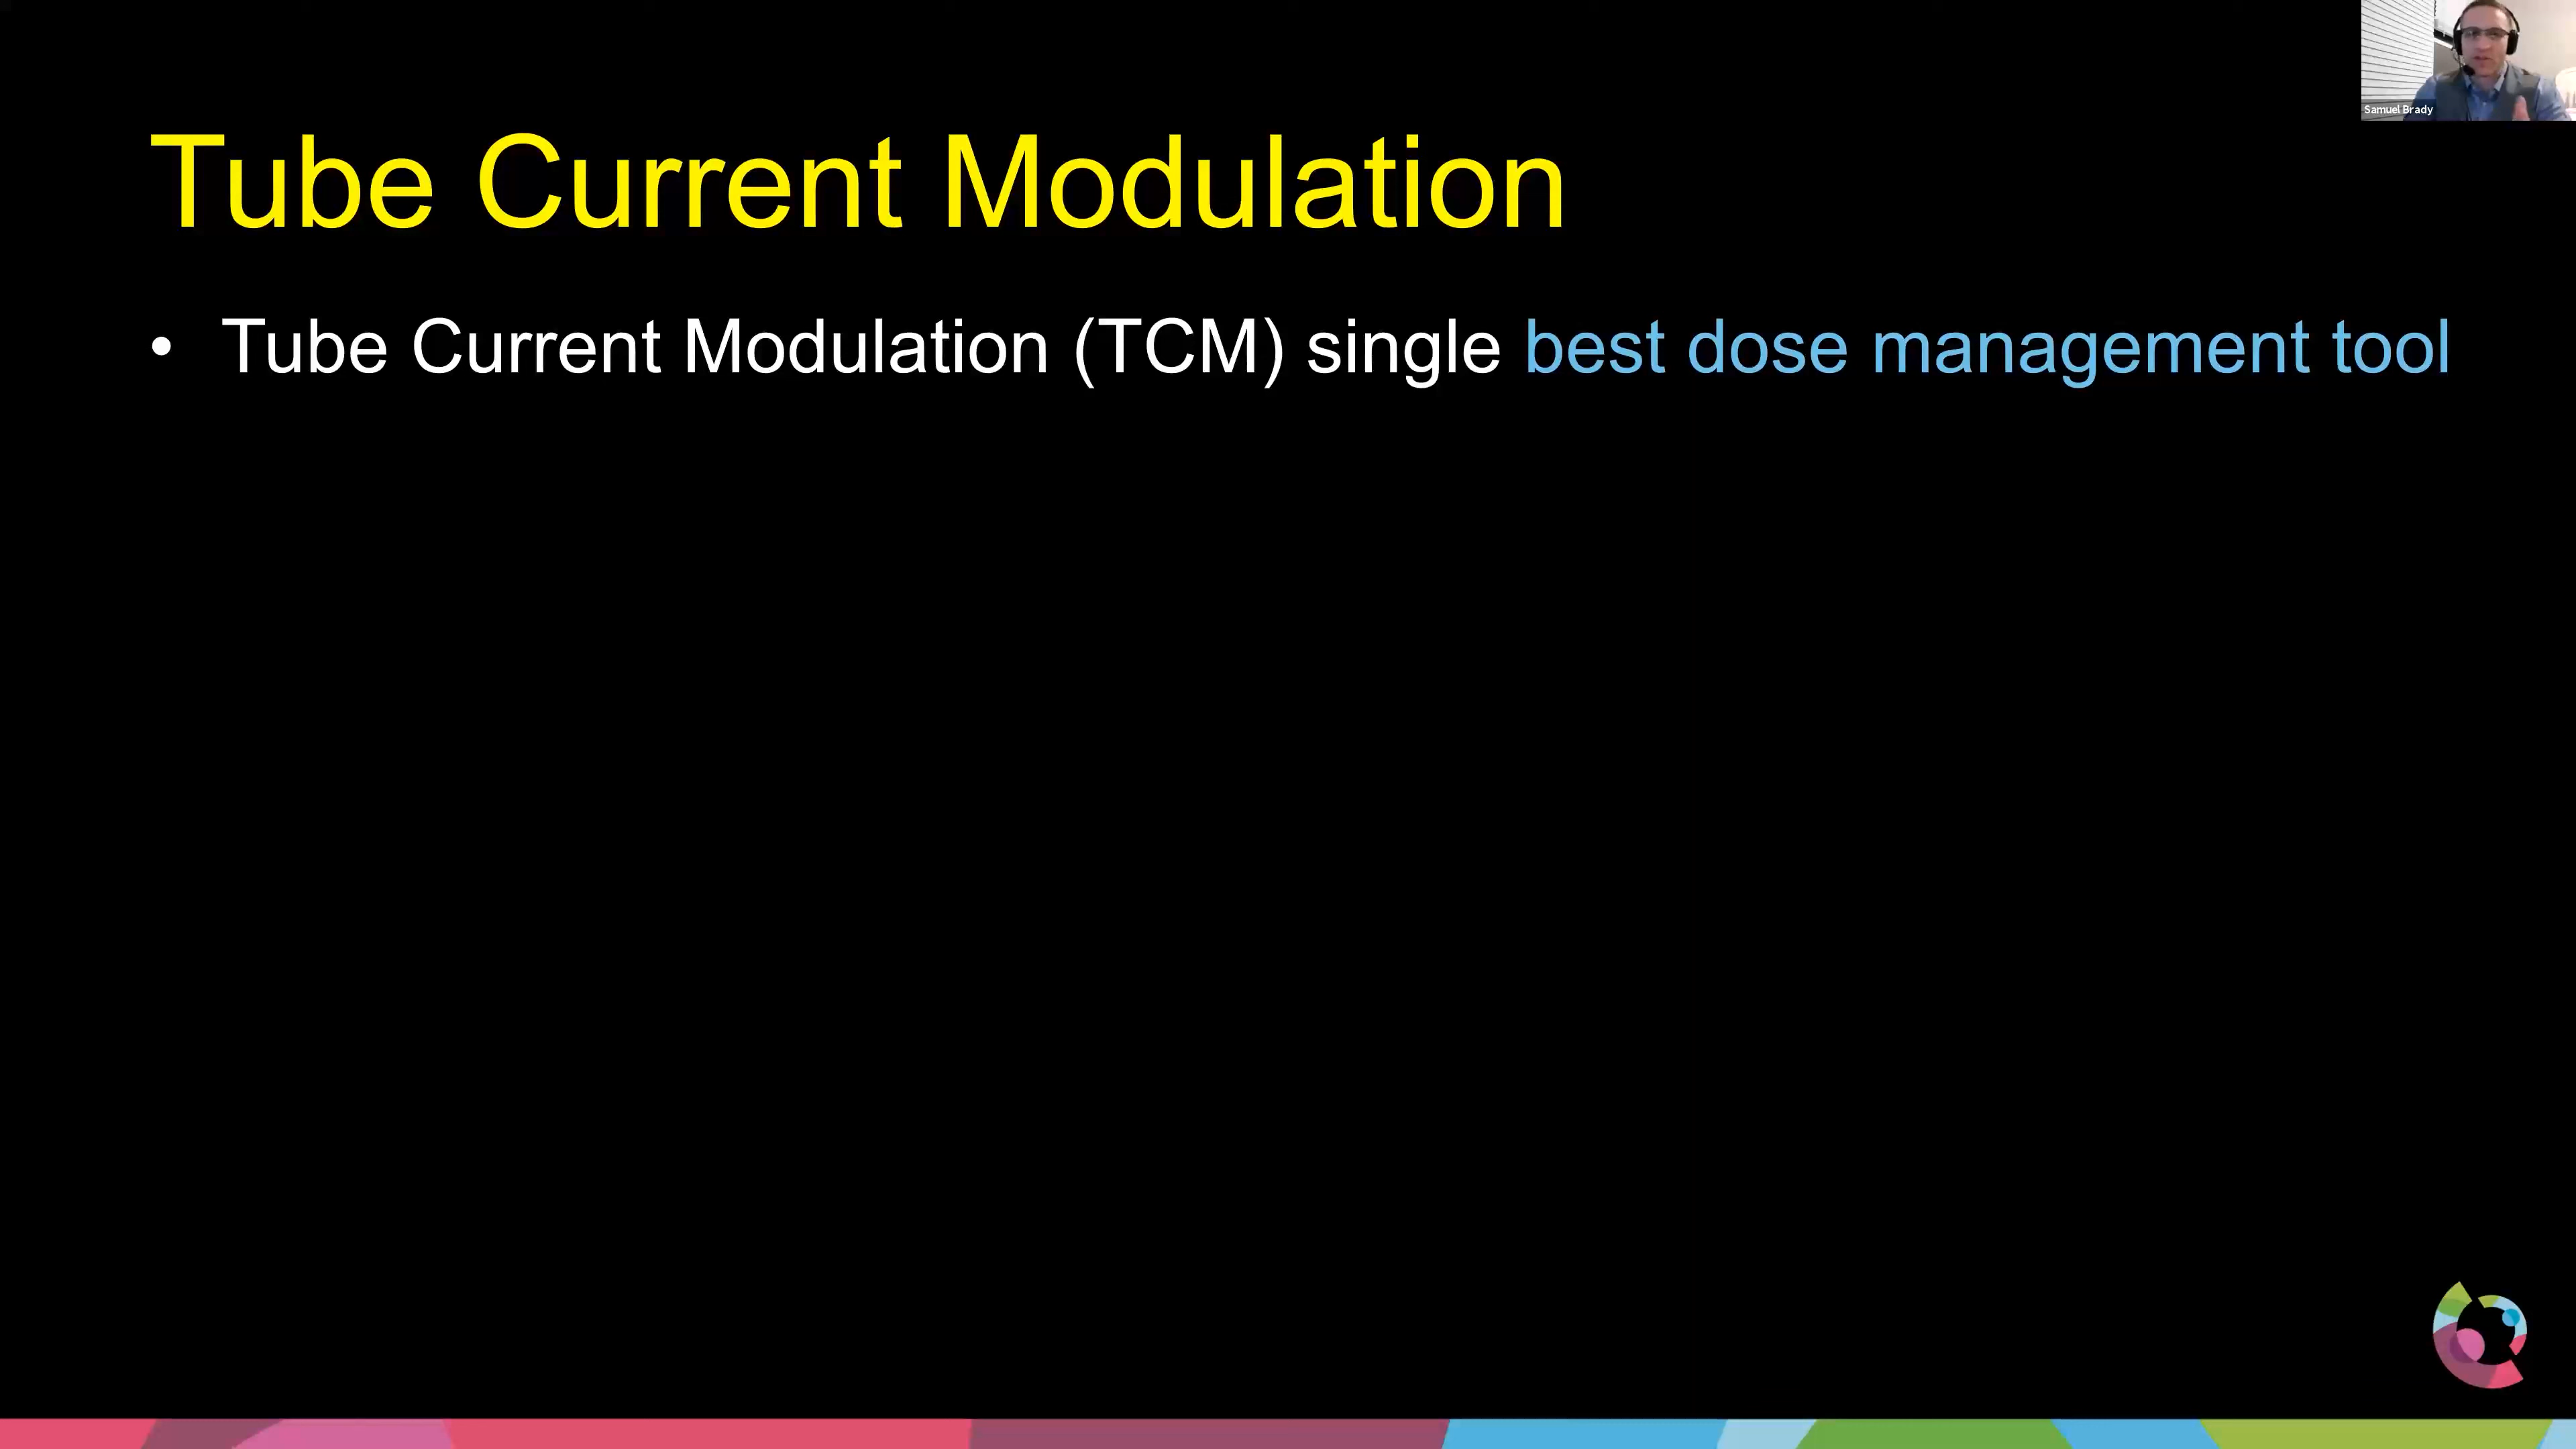 Samuel Brady
Tube Current Modulation
• Tube Current Modulation (TCM) single best dose management tool